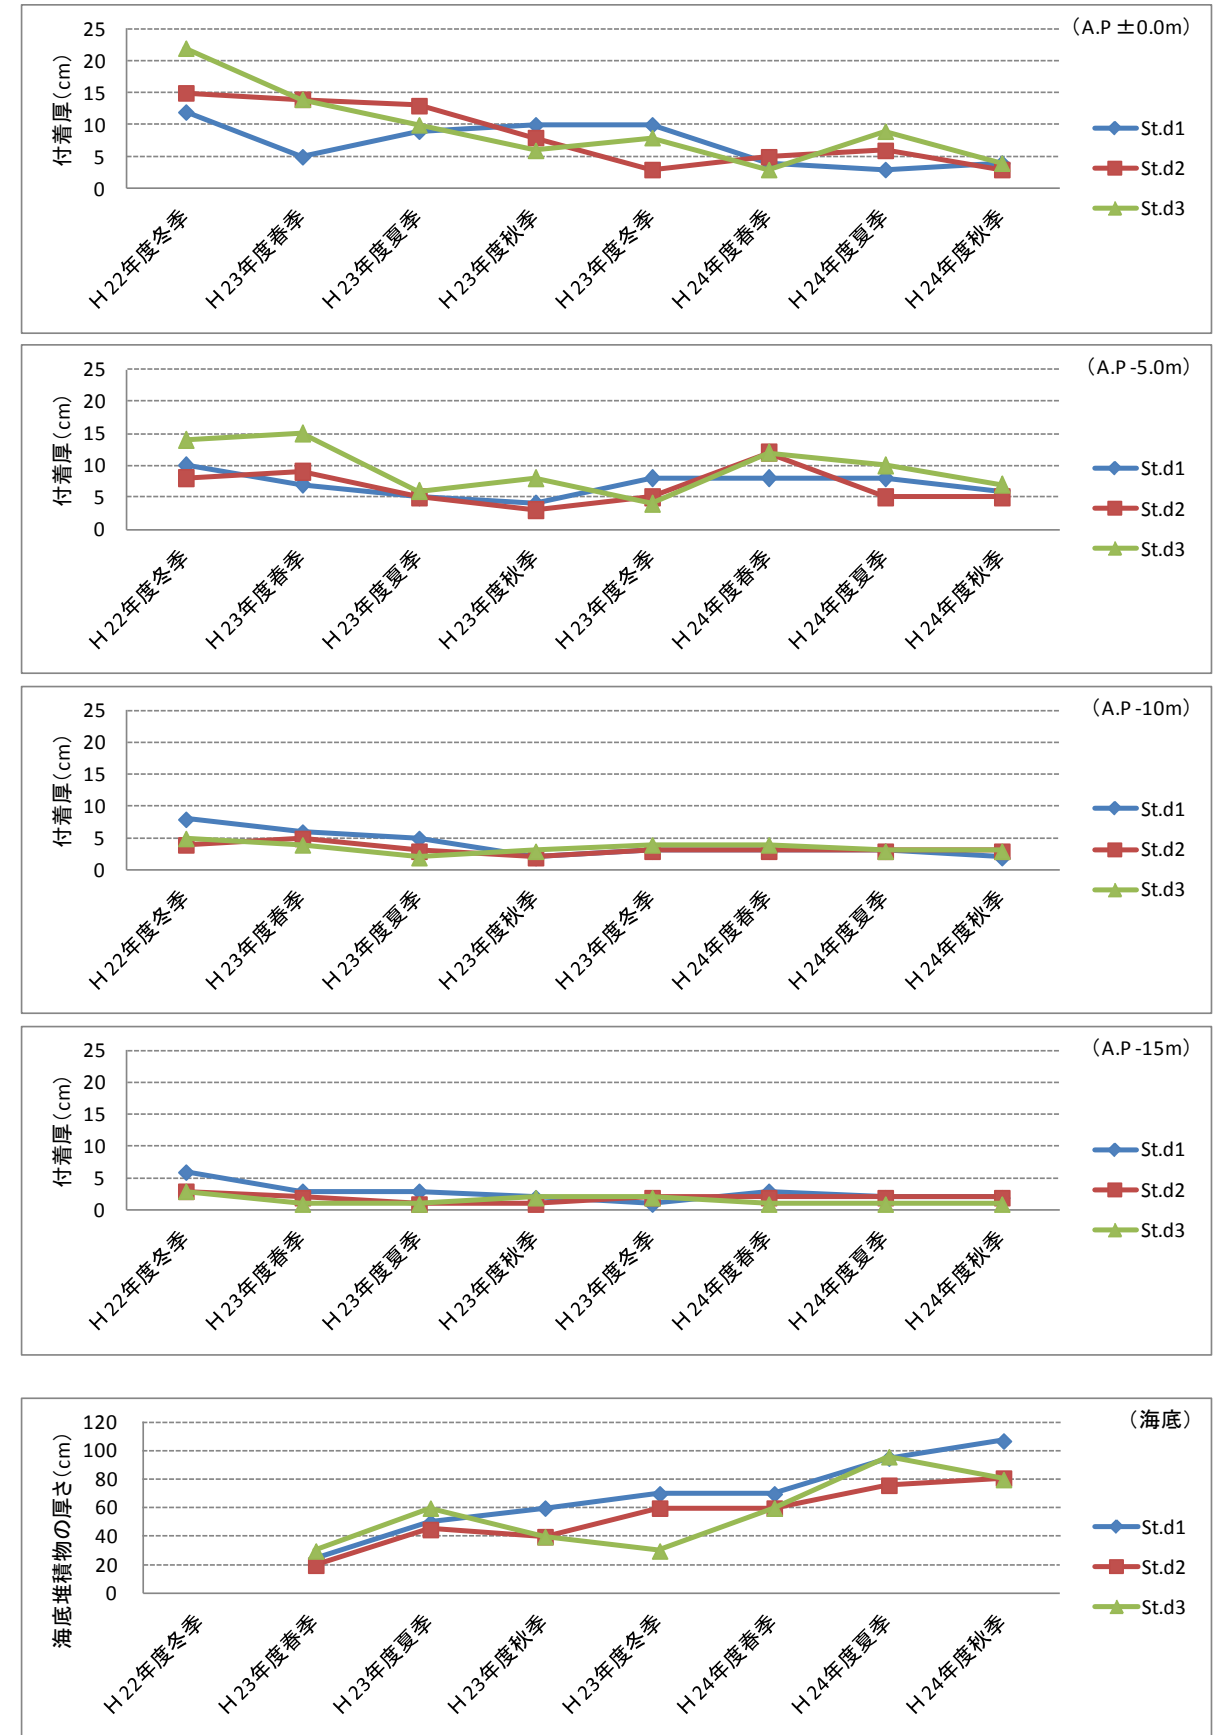 （A.P ±0.0m）
付着厚（cm）
25
20
15
10
5
0
H22年度冬季
H23年度春季
H23年度夏季
H23年度秋季
H23年度冬季
H24年度春季
H24年度夏季
H24年度秋季
St.d1
St.d2
St.d3
（A.P -5.0m）
付着厚（cm）
25
20
15
10
5
0
H22年度冬季
H23年度春季
H23年度夏季
H23年度秋季
H23年度冬季
H24年度春季
H24年度夏季
H24年度秋季
St.d1
St.d2
St.d3
（A.P -10m）
付着厚（cm）
25
20
15
10
5
0
H22年度冬季
H23年度春季
H23年度夏季
H23年度秋季
H23年度冬季
H24年度春季
H24年度夏季
H24年度秋季
St.d1
St.d2
St.d3
（A.P -15m）
付着厚（cm）
25
20
15
10
5
0
H22年度冬季
H23年度春季
H23年度夏季
H23年度秋季
H23年度冬季
H24年度春季
H24年度夏季
H24年度秋季
St.d1
St.d2
St.d3
（海底）
海底堆積物の厚さ（cm）
120
100
80
60
40
20
0
H22年度冬季
H23年度春季
H23年度夏季
H23年度秋季
H23年度冬季
H24年度春季
H24年度夏季
H24年度秋季
St.d1
St.d2
St.d3